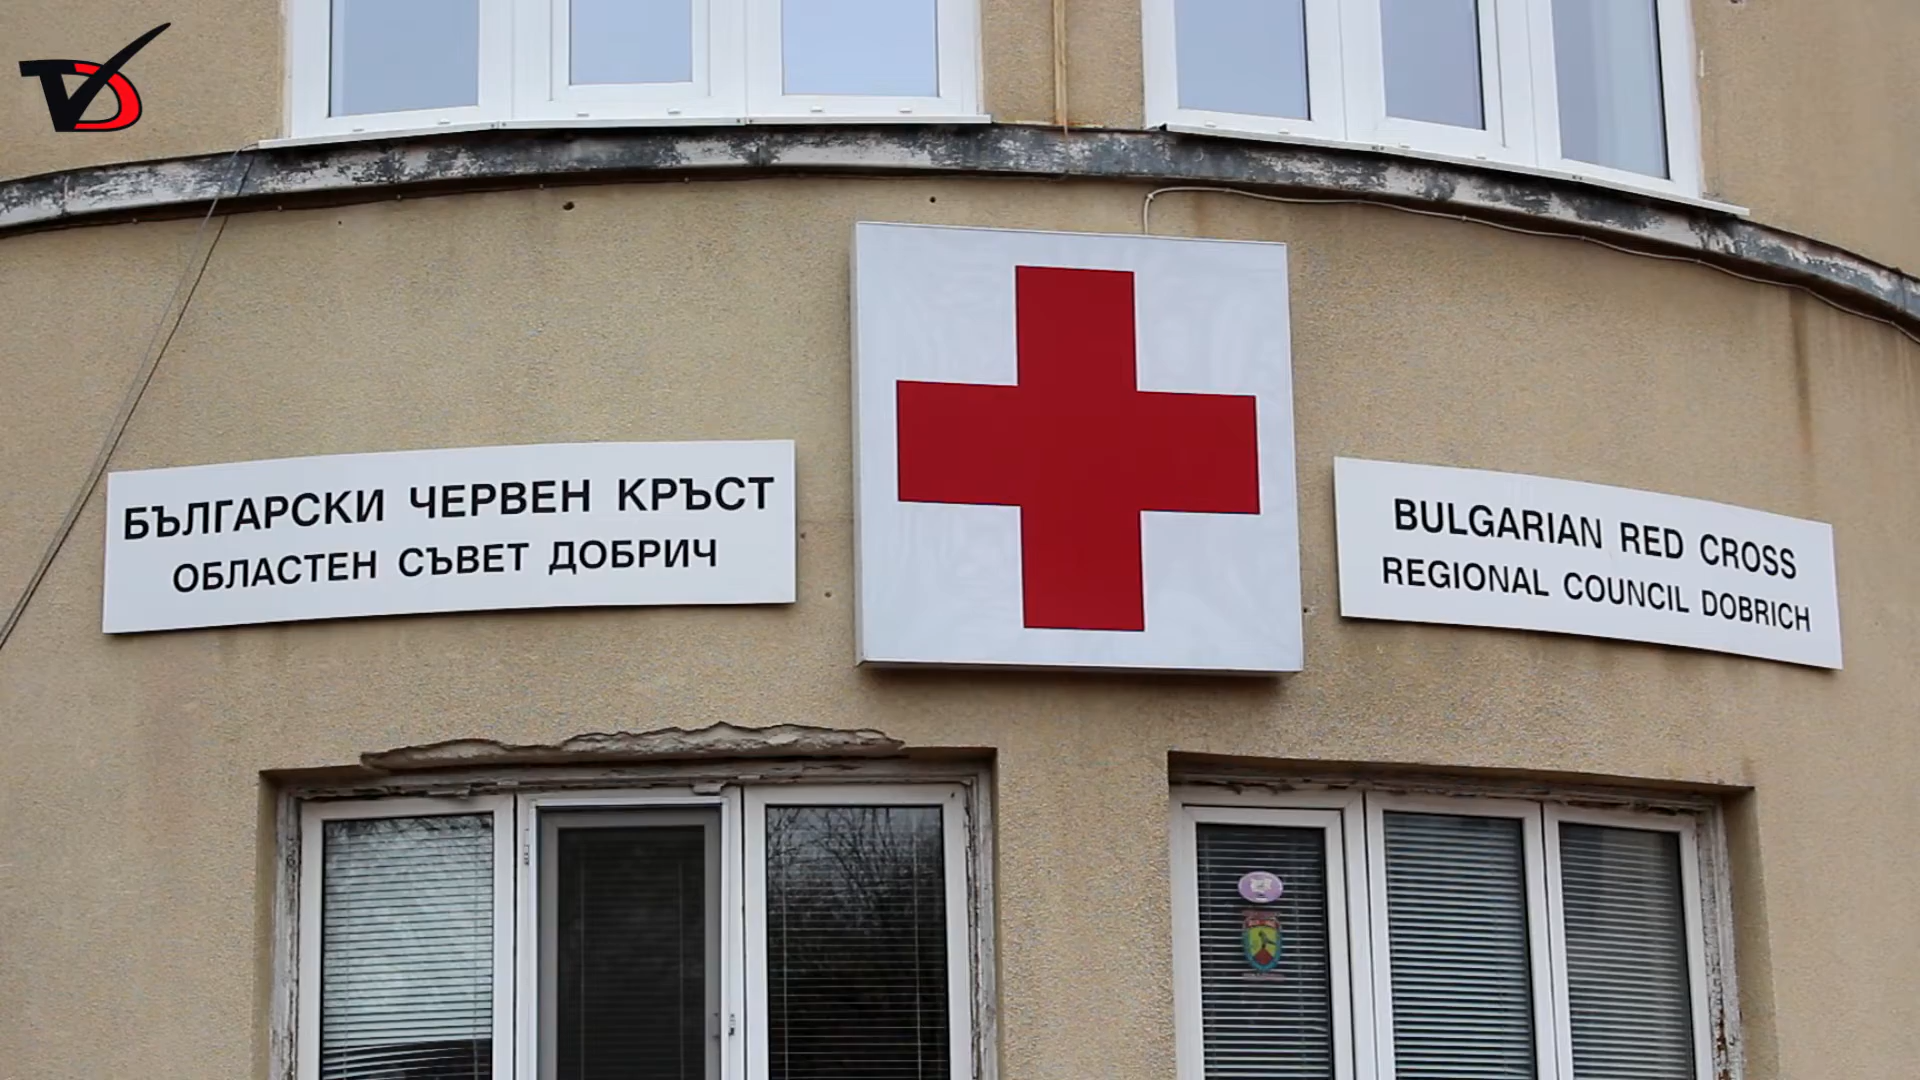 БЪЛГАРСКИ ЧЕРВЕН КРЪСТ
ОБЛАСТЕН СЪВЕТ ДОБРИЧ
BULGARIAN RED CROSS
REGIONAL COUNCIL DOBRICH